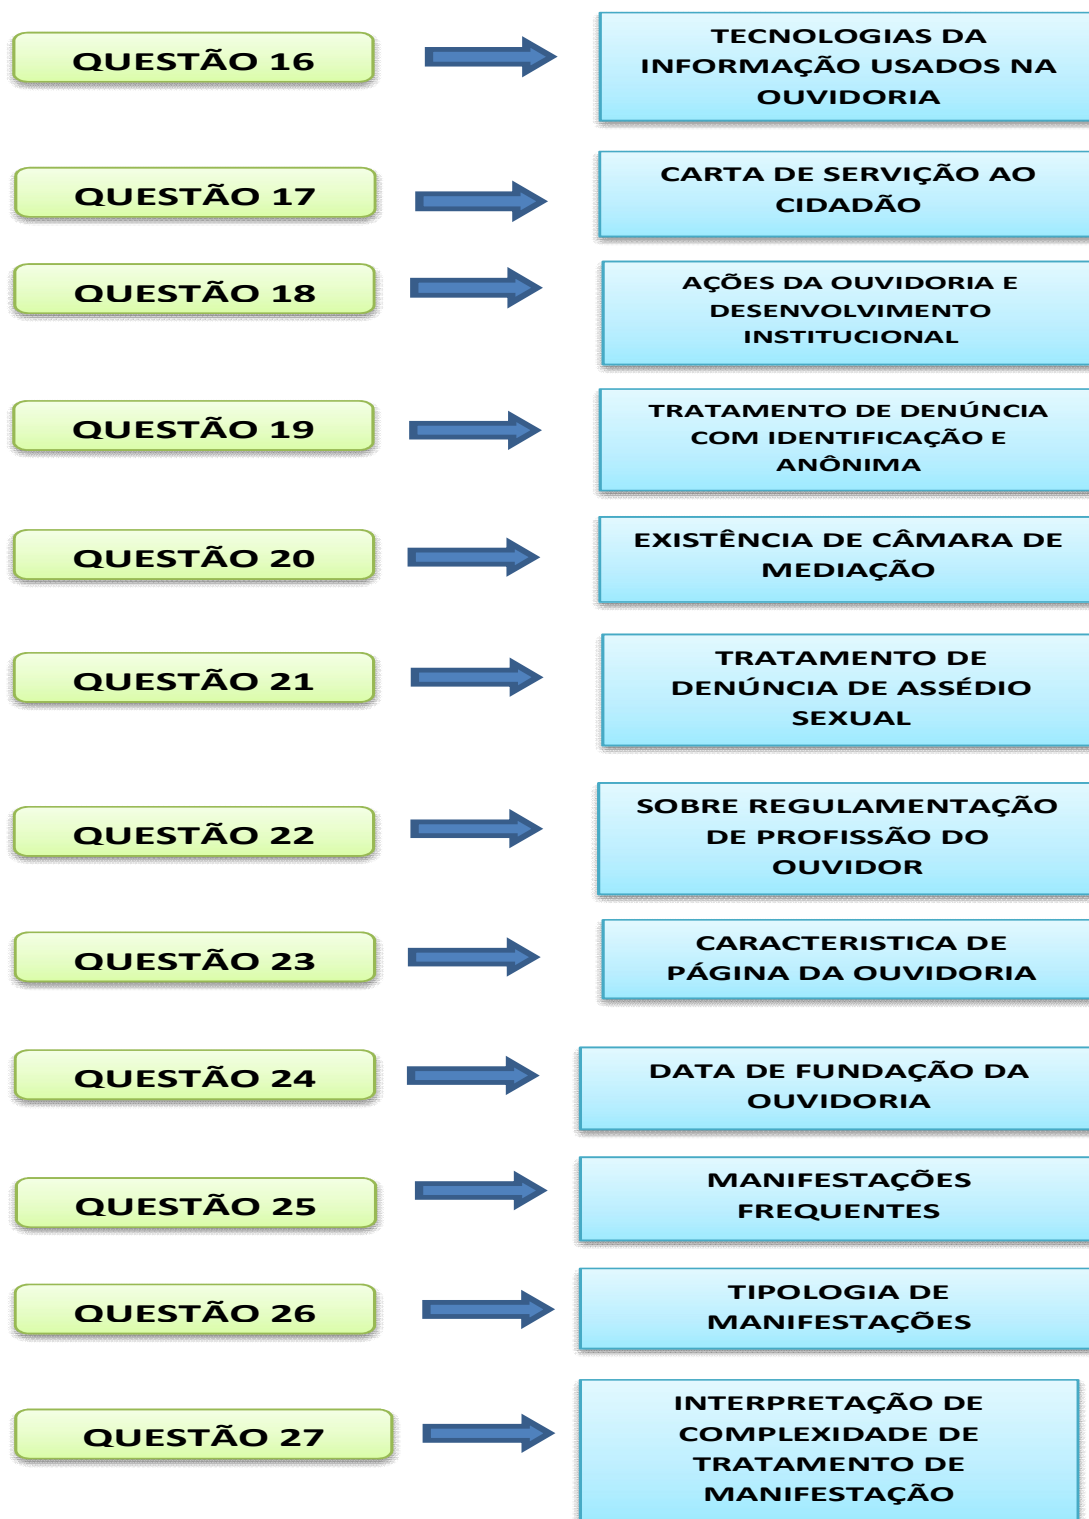 QUESTÃO 16
TECNOLOGIAS DA
INFORMAÇÃO USADOS NA
OUVIDORIA
QUESTÃO 17
CARTA DE SERVIÇÃO AO
CIDADÃO
QUESTÃO 18
AÇÕES DA OUVIDORIA E
DESENVOLVIMENTO
INSTITUCIONAL
QUESTÃO 19
TRATAMENTO DE DENÚNCIA
COM IDENTIFICAÇÃO E
ANÔNIMA
QUESTÃO 20
EXISTÊNCIA DE CÂMARA DE
MEDIAÇÃO
QUESTÃO 21
TRATAMENTO DE
DENÚNCIA DE ASSÉDIO
SEXUAL
QUESTÃO 22
SOBRE REGULAMENTAÇÃO
DE PROFISSÃO DO
OUVIDOR
QUESTÃO 23
CARACTERISTICA DE
PÁGINA DA OUVIDORIA
QUESTÃO 24
DATA DE FUNDAÇÃO DA
OUVIDORIA
QUESTÃO 25
MANIFESTAÇÕES
FREQUENTES
QUESTÃO 26
TIPOLOGIA DE
MANIFESTAÇÕES
QUESTÃO 27
INTERPRETAÇÃO DE
COMPLEXIDADE DE
TRATAMENTO DE
MANIFESTAÇÃO